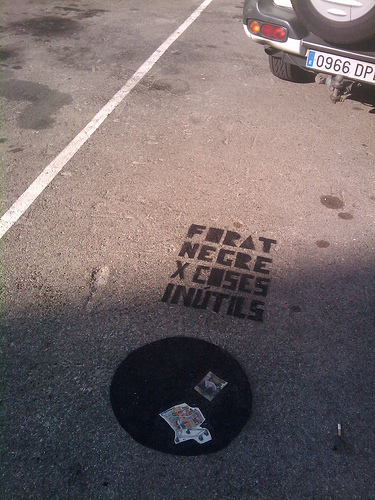 0966 DP
FORAT
NEGRE
X COSES
INUTILS